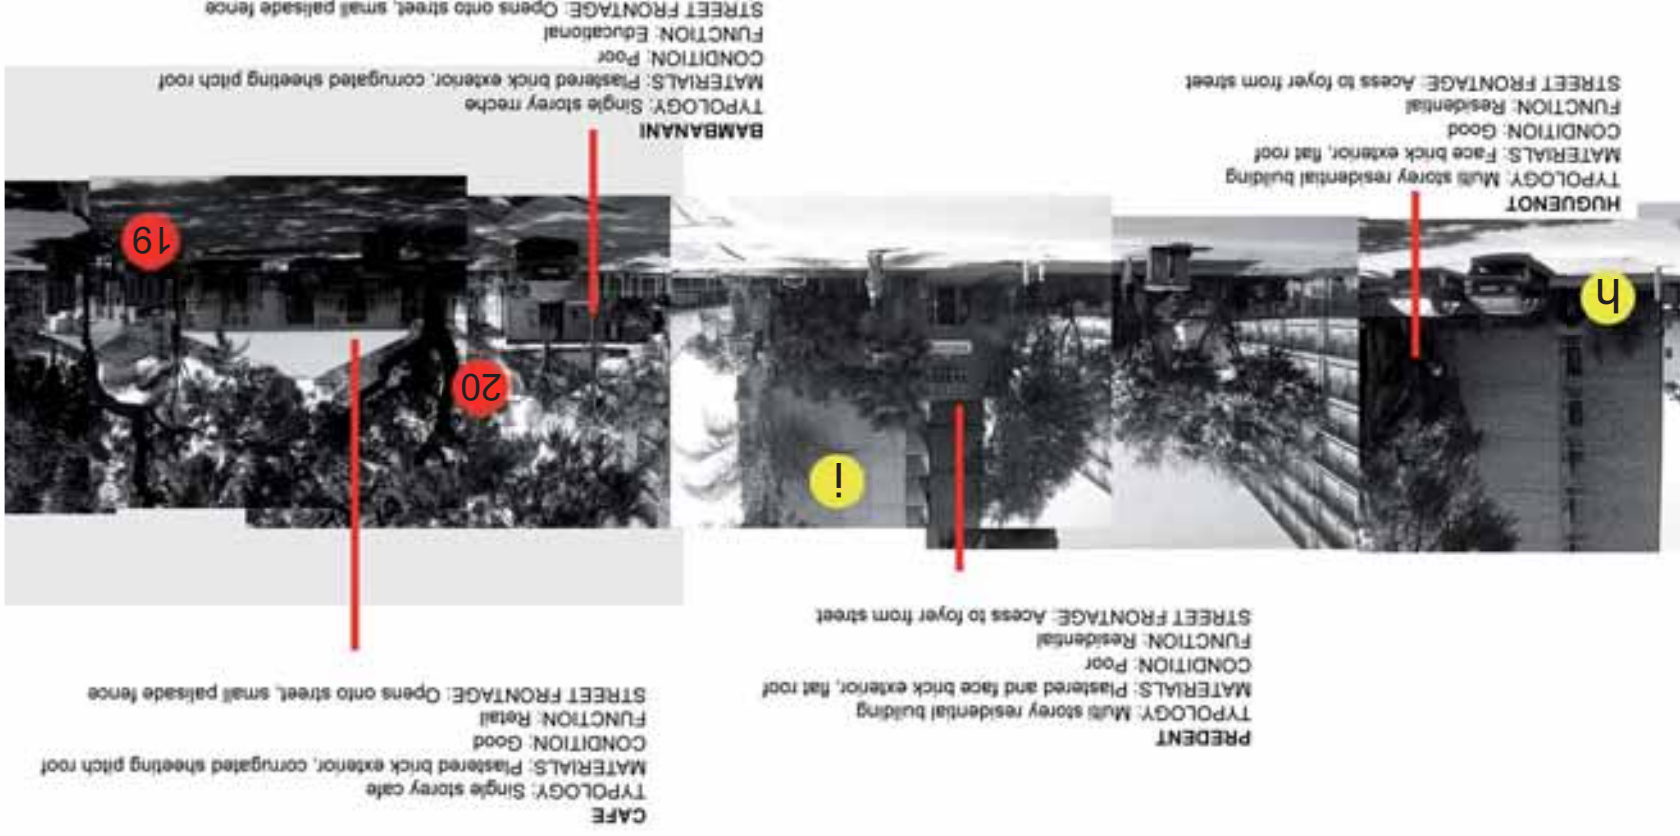 CAFE
TYPOLOGY: Single storey cafe
MATERIALS: Plastered brick exterior, corrugated sheeting pitch roof
CONDITION: Good
FUNCTION: Retail
STREET FRONTAGE: Opens onto street, small palisade fence
PREDENT
TYPOLOGY: Multi storey residential building
MATERIALS: Plastered and face brick exterior, flat roof
CONDITION: Poor
FUNCTION: Residential
STREET FRONTAGE: Acess to foyer from street
i
20
h
19
HUGUENOT
TYPOLOGY: Multi storey residential building
MATERIALS: Face brick exterior, flat roof
CONDITION: Good
FUNCTION: Residential
STREET FRONTAGE: Acess to foyer from street
BAMBANANI
TYPOLOGY: Single storey rreche
MATERIALS: Plastered brick exterior, corrugated sheeting pitch roof
CONDITION: Poor
FUNCTION: Educational
STREET FRONTAGE: Opens onto street, small palisade fence